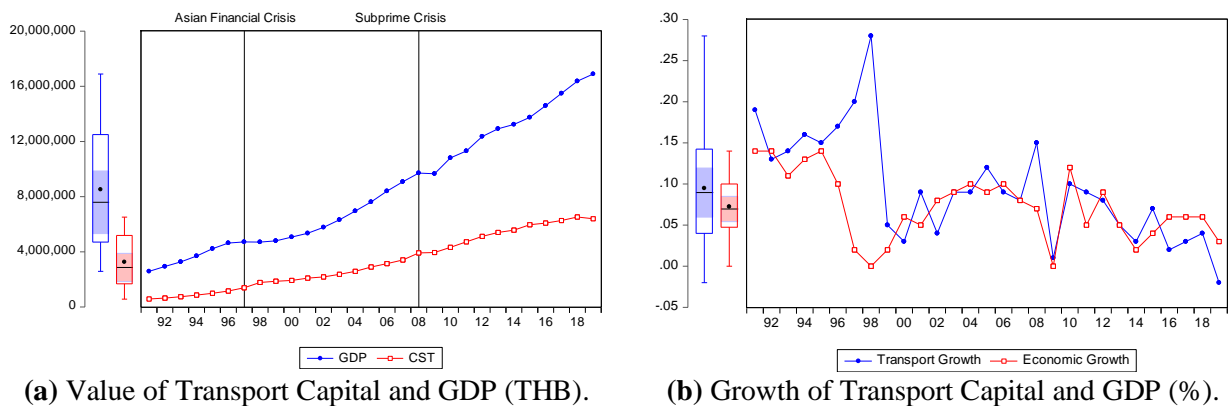 Asian Financial Crisis Subprime Crisis
20,000,000
16,000,000
12,000,000
8,000,000
4,000,000
0
92 94 96 98 00 02 04 06 08 10 12 14 16 18
GDP CST
(a) Value of Transport Capital and GDP (THB).
.30
.25
.20
.15
.10
.05
.00
-.05
92 94 96 98 00 02 04 06 08 10 12 14 16 18
Transport Growth Economic Growth
(b) Growth of Transport Capital and GDP (%).